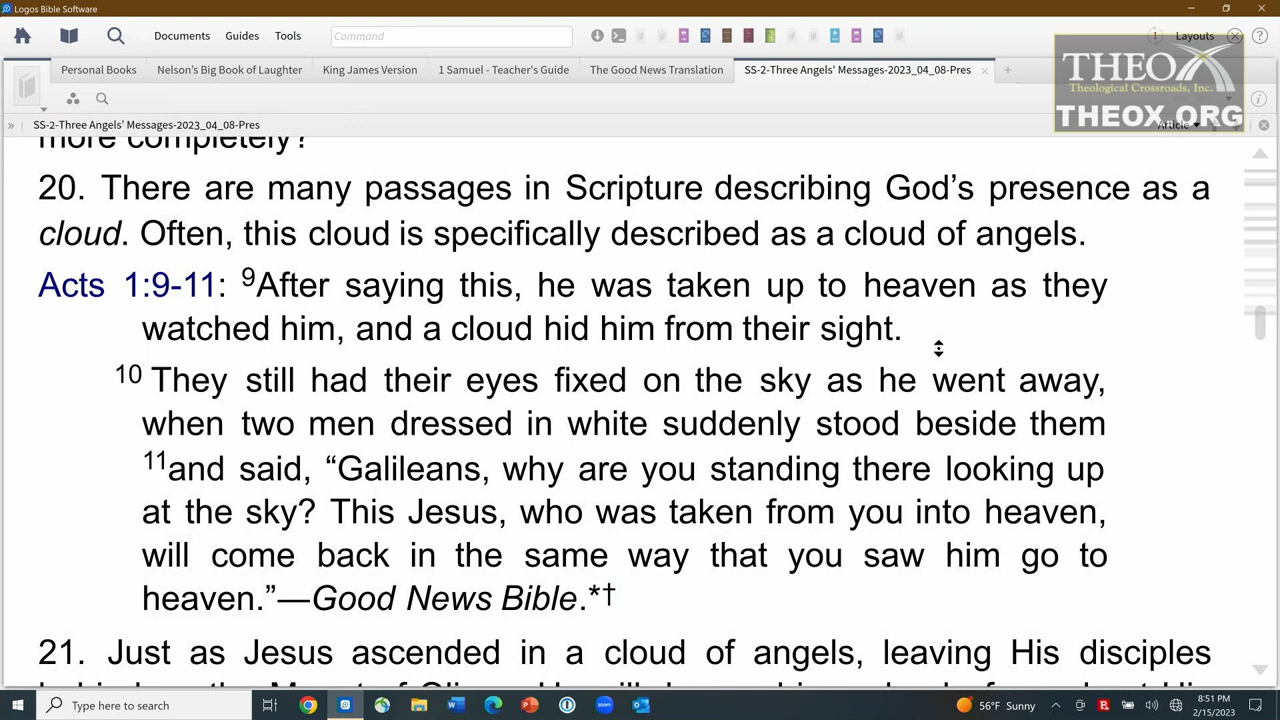 Logos Bible Software
Documents Guides Tools Command Layouts
THEOX
Theological Crossroads, Inc.
THEOX.ORG
Personal Books Nelson's Big Book of Laughter King James Versi 1 Samuel - Teacher's Guide The Good News Translation SS-2-Three Angels' Messages-2023_04_08-Pres
SS-2-Three Angels' Messages-2023_04_08-Pres Article
more completely?
20. There are many passages in Scripture describing God’s presence as a
cloud. Often, this cloud is specifically described as a cloud of angels.
Acts 1:9-11: 9After saying this, he was taken up to heaven as they
watched him, and a cloud hid him from their sight.
10 They still had their eyes fixed on the sky as he went away,
when two men dressed in white suddenly stood beside them
11and said, “Galileans, why are you standing there looking up
at the sky? This Jesus, who was taken from you into heaven,
will come back in the same way that you saw him go to
heaven.”—Good News Bible.*†
21. Just as Jesus ascended in a cloud of angels, leaving His disciples
Type here to search
56°F Sunny
8:51 PM
2/15/2023